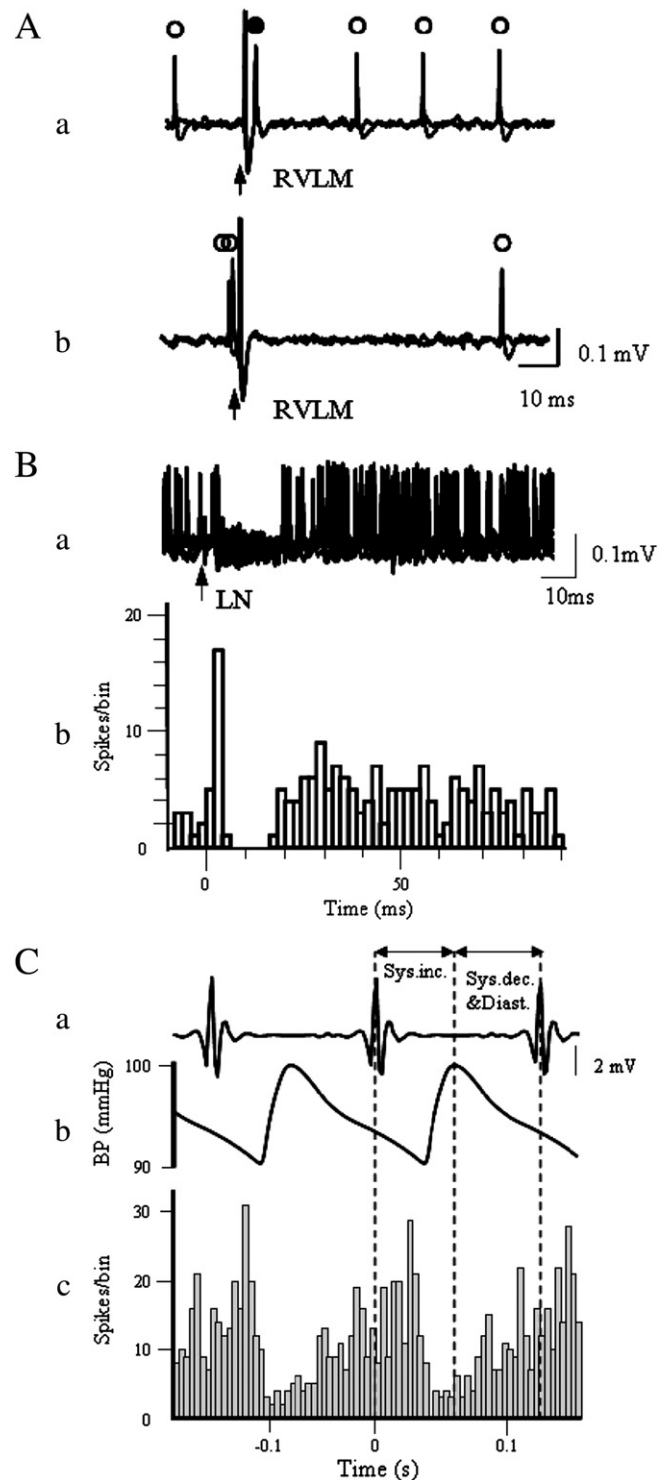 A
a
RVLM
b
0.1 mV
10 ms
RVLM
B
a
0.1mV
10ms
LN
20
b
Spikes/bin
10
0
0
50
Time (ms)
C
Sys.inc.
Sys.dec.
&Diast.
a
2 mV
100
b
BP (mmHg)
90
30
c
Spikes/bin
20
10
0
-0.1
0
0.1
Time (s)